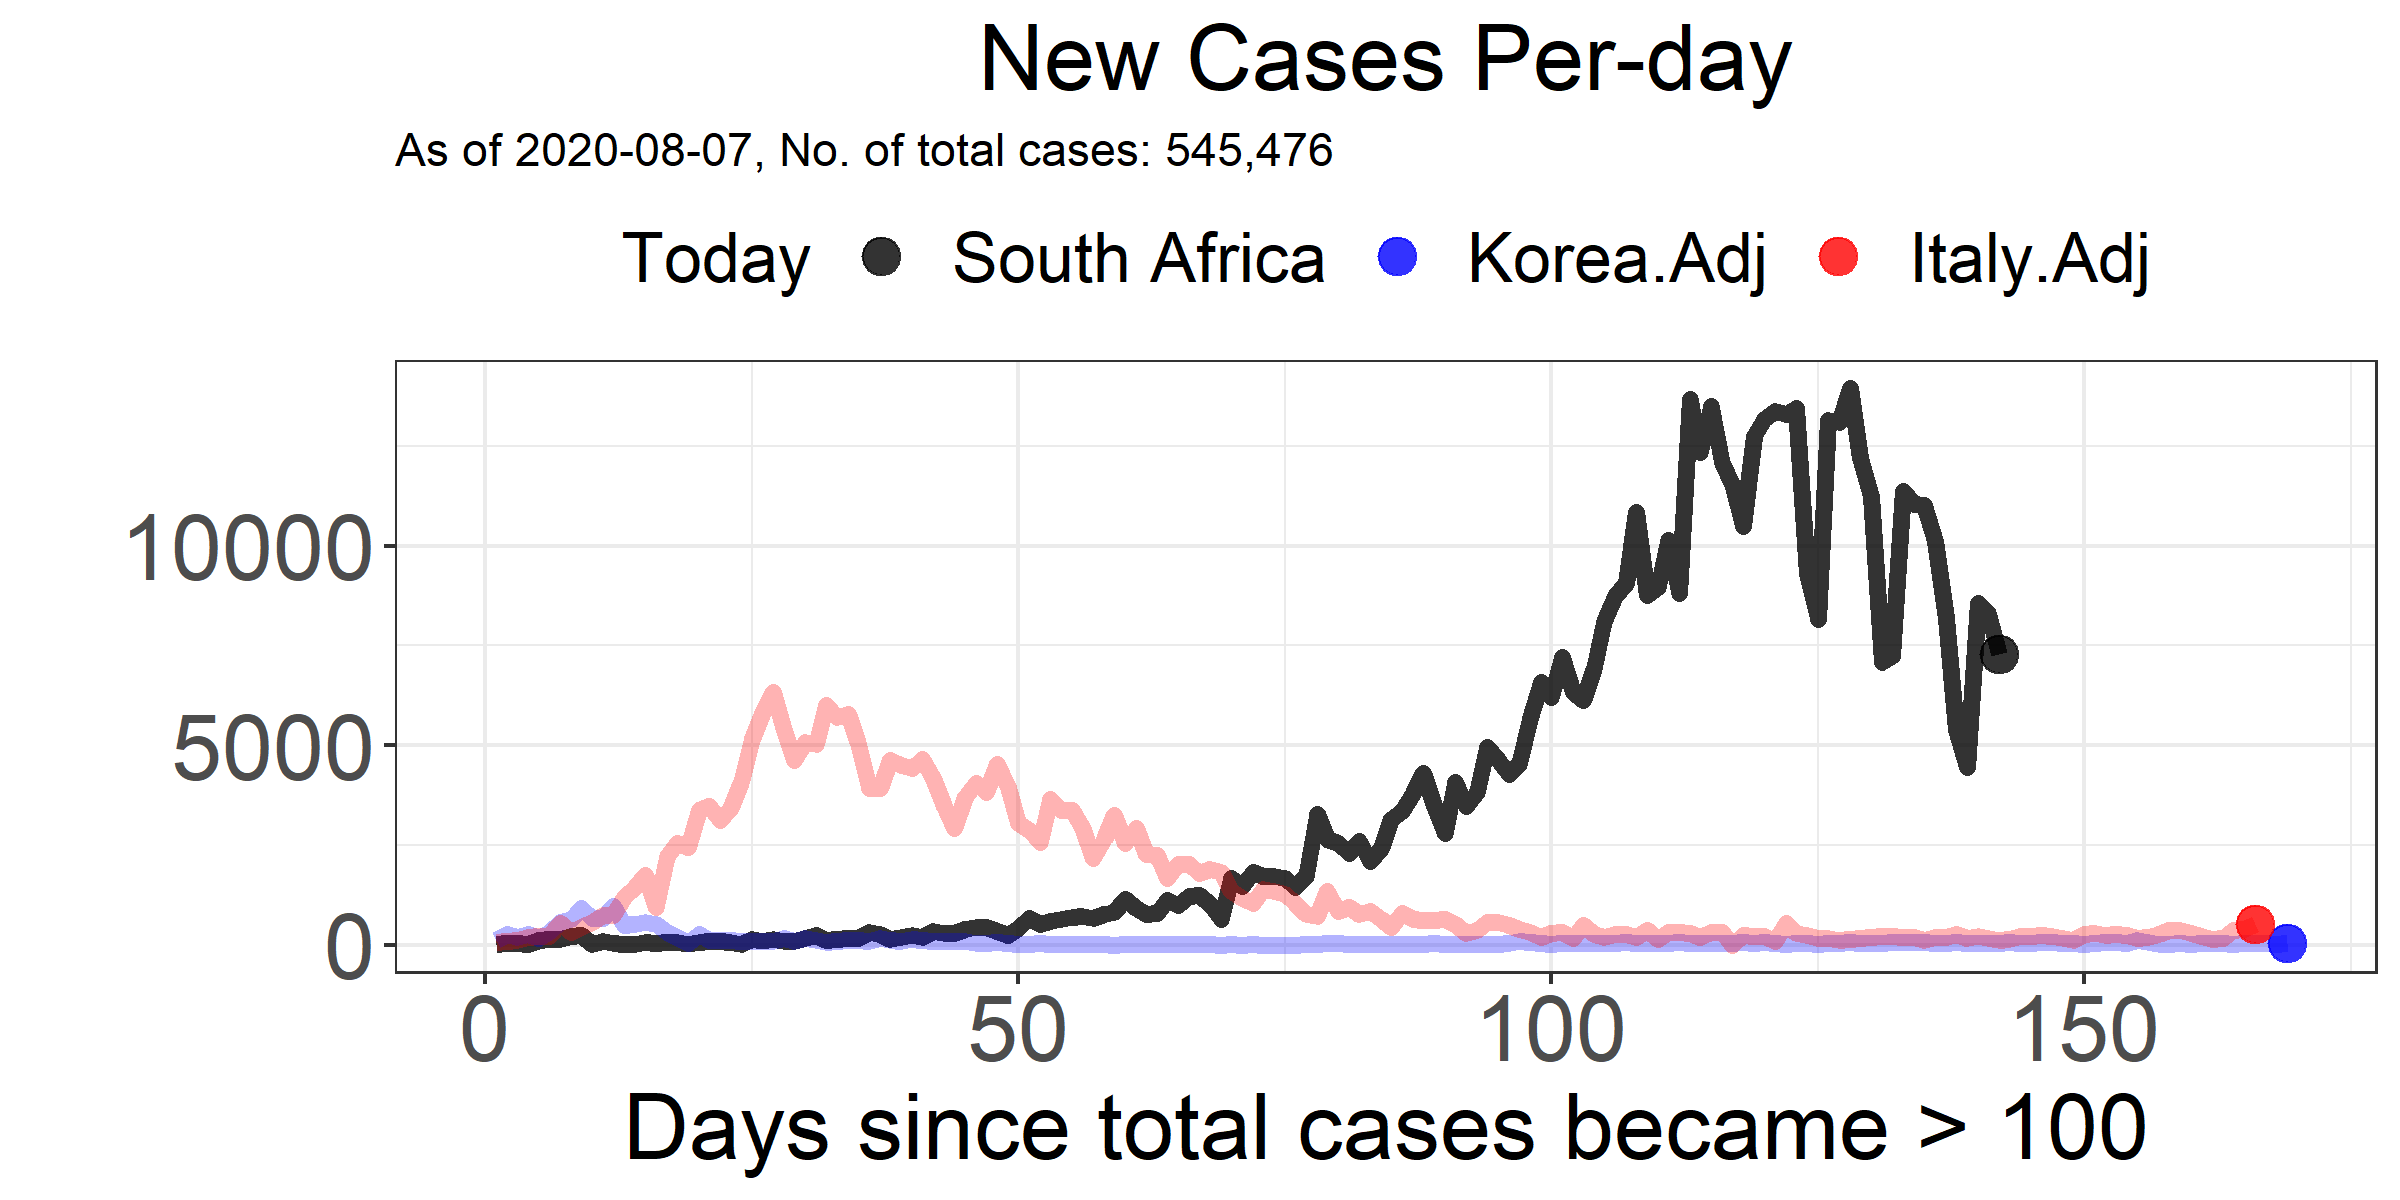 New Cases Per-day
As of 2020-08-07, No. of total cases: 545,476
Today South Africa Korea.Adj Italy.Adj
10000
5000
0
0 50 100 150
Days since total cases became > 100